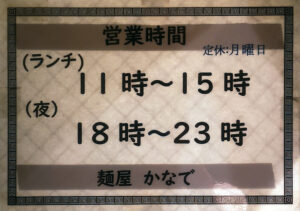 営業時間
定休:月曜日
(ランチ)
11時～15時
(夜)
18時～23時
麺屋 かなで